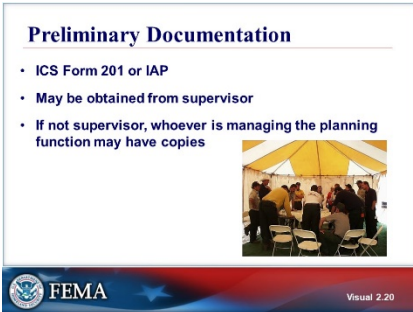 Preliminary Documentation
• ICS Form 201 or IAP
• May be obtained from supervisor
• If not supervisor, whoever is managing the planning
function may have copies
FEMA
Visual 2.20